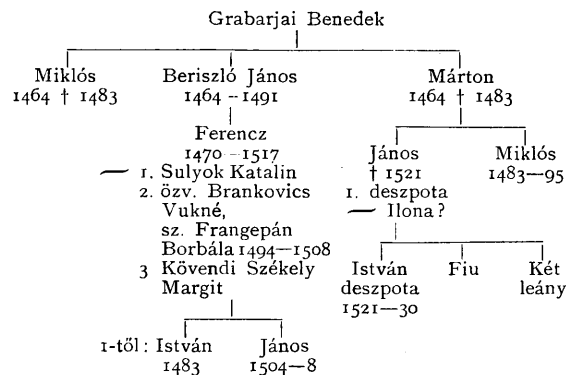 Grabarjai Benedek
Miklós
1464 † 1483
Beriszló János
1464–1491
Márton
1464 † 1483
Ferencz
1470–1517
1. Sulyok Katalin
2. özv. Brankovics
Vukné,
sz. Frangepán
Borbála 1494—1508
3 Kövendi Székely
Margit
János
† 1521
1. deszpota
Ilona?
Miklós
1483—95
István
deszpota
1521—30
Fiu
Két
leány
1-től: István
1483
János
1504—8